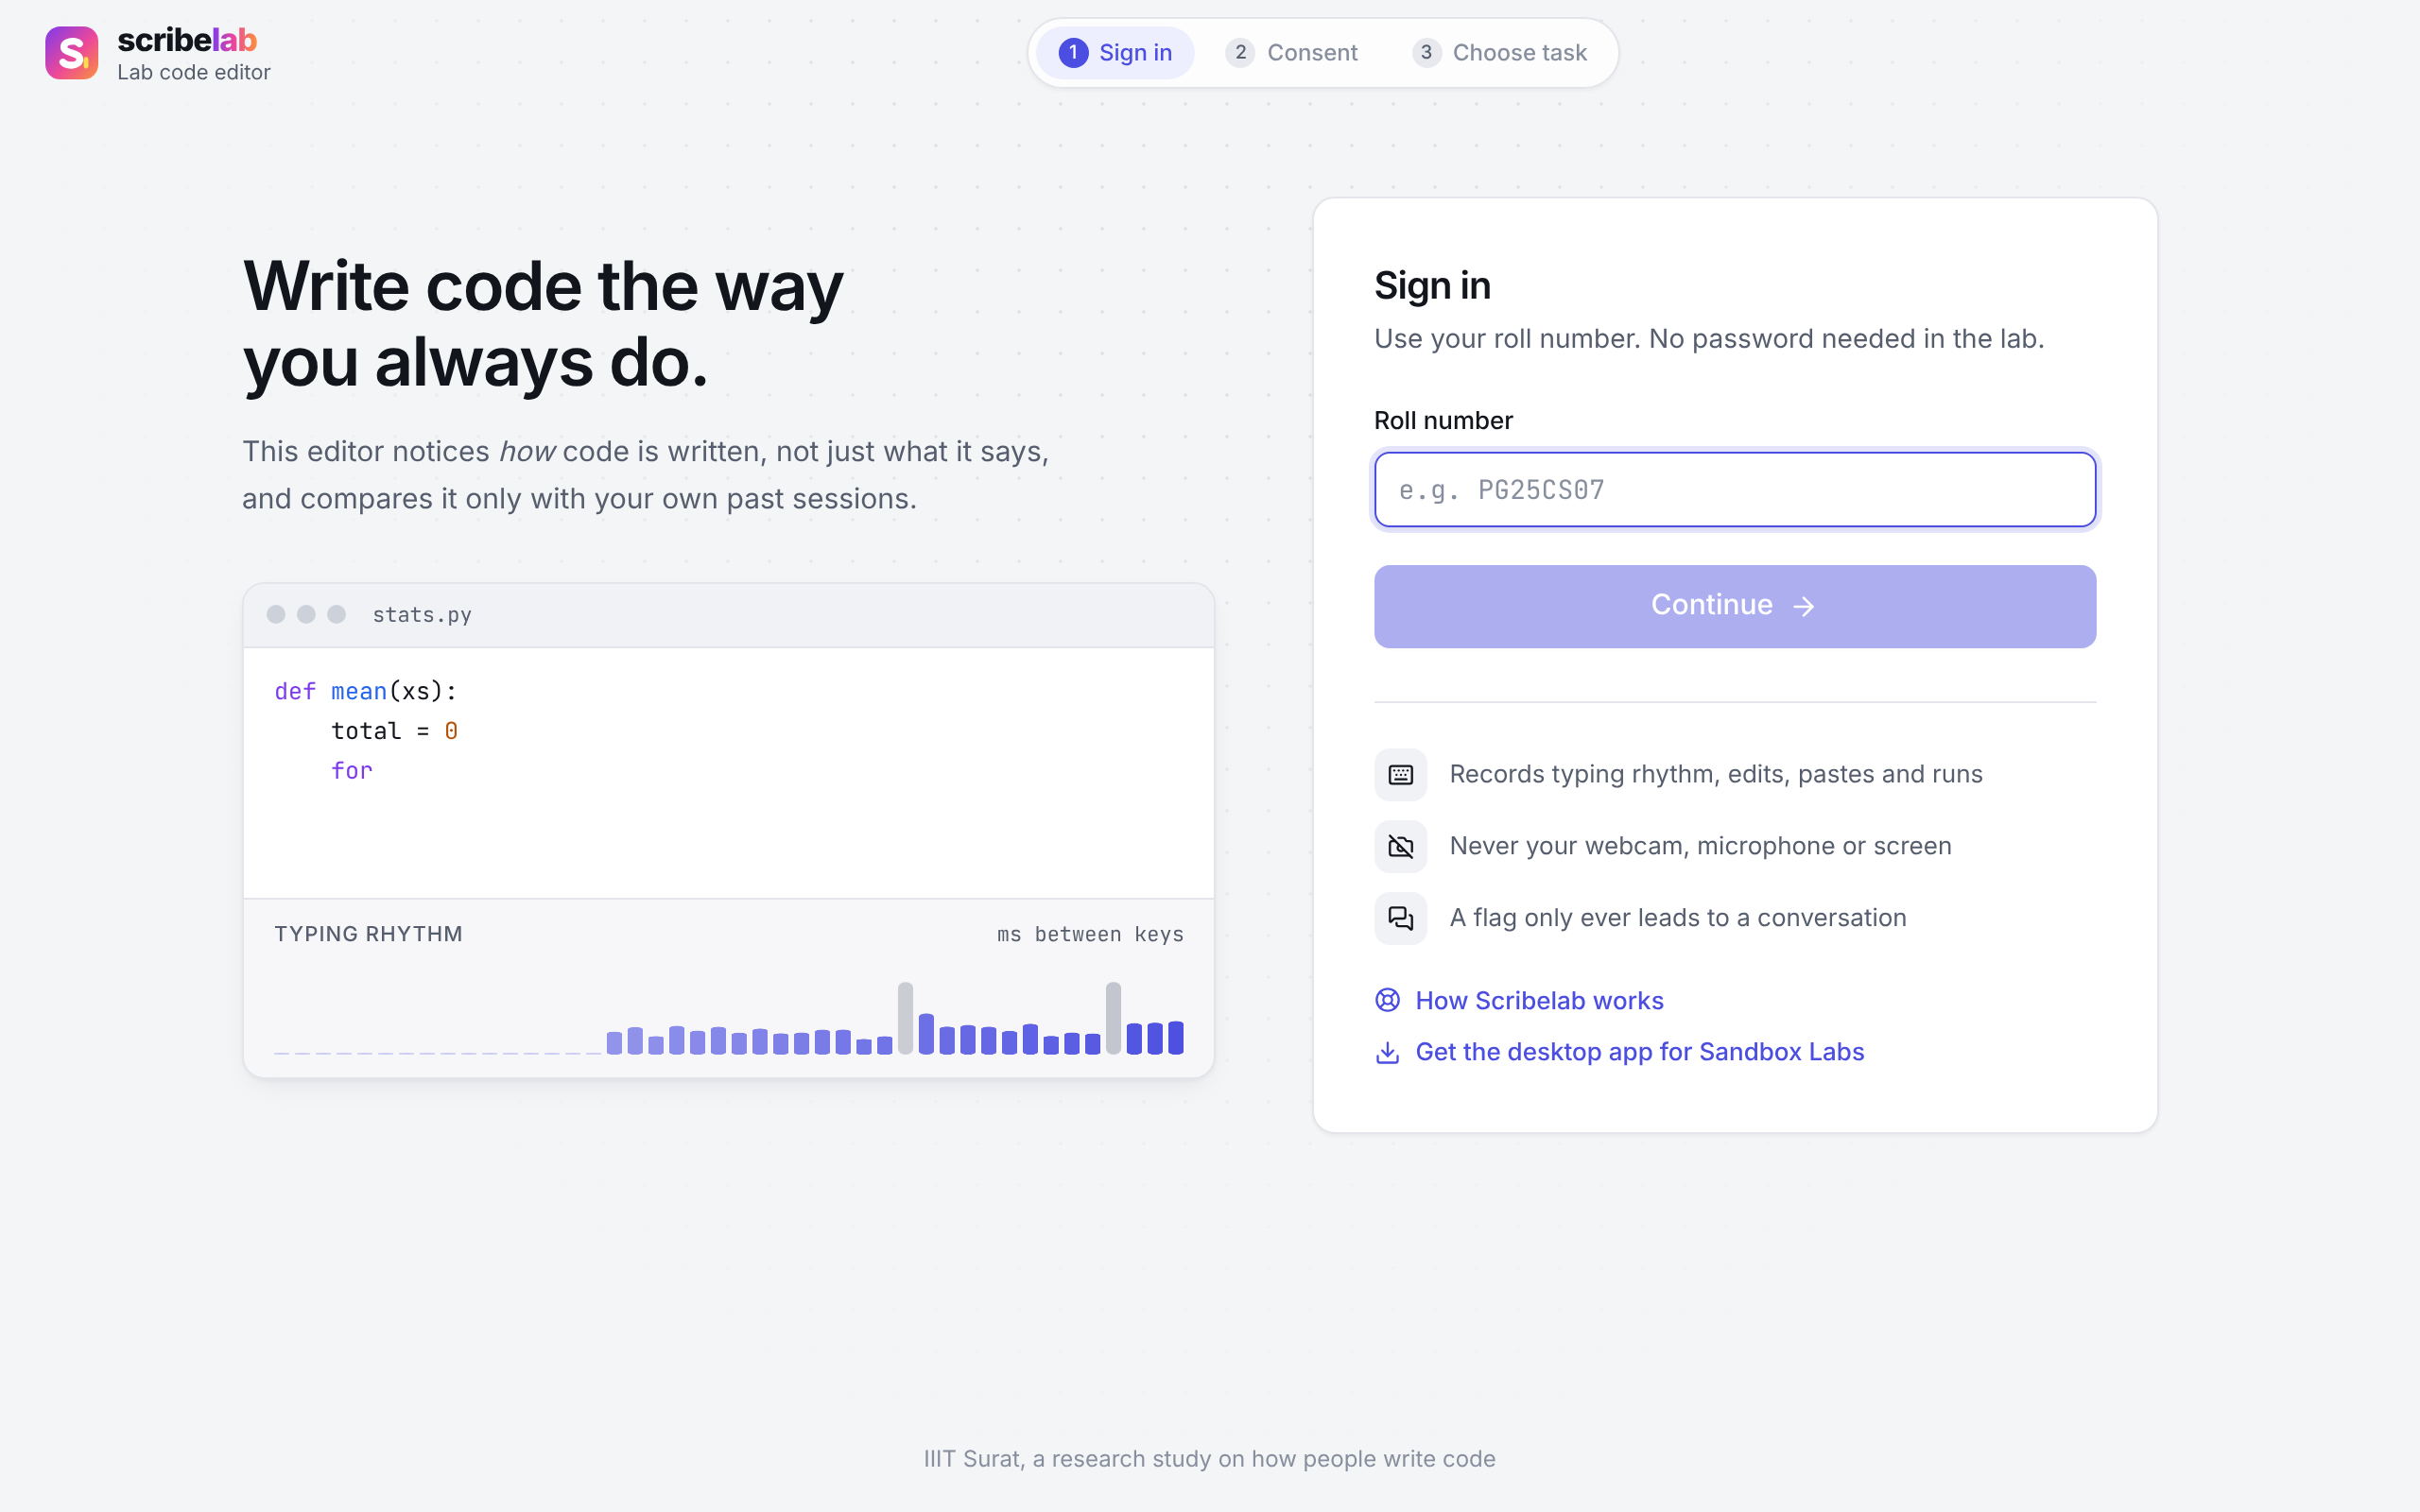 scribelab
Lab code editor
1 Sign in 2 Consent 3 Choose task
Write code the way
you always do.
This editor notices how code is written, not just what it says,
and compares it only with your own past sessions.
stats.py
def mean(xs):
    total = 0
    for
TYPING RHYTHM ms between keys
Sign in
Use your roll number. No password needed in the lab.
Roll number
e.g. PG25CS07
Continue →
Records typing rhythm, edits, pastes and runs
Never your webcam, microphone or screen
A flag only ever leads to a conversation
How Scribelab works
Get the desktop app for Sandbox Labs
IIIT Surat, a research study on how people write code